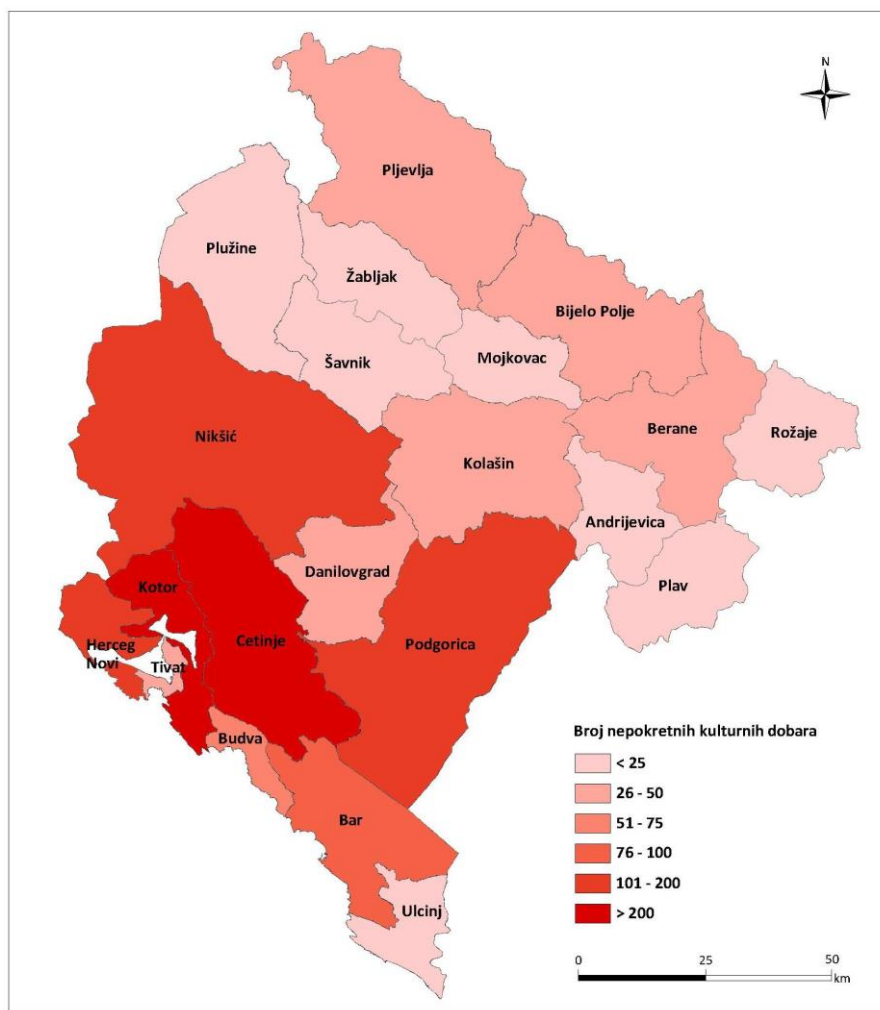 N
Pljevlja
Plužine
Žabljak
Bijelo Polje
Šavnik
Mojkovac
Nikšić
Berane
Rožaje
Kolašin
Andrijevica
Danilovgrad
Kotor
Plav
Cetinje
Podgorica
Herceg
Novi
Tivat
Budva
Bar
Ulcinj
Broj nepokretnih kulturnih dobara
< 25
26 - 50
51 - 75
76 - 100
101 - 200
> 200
0 25 50
km